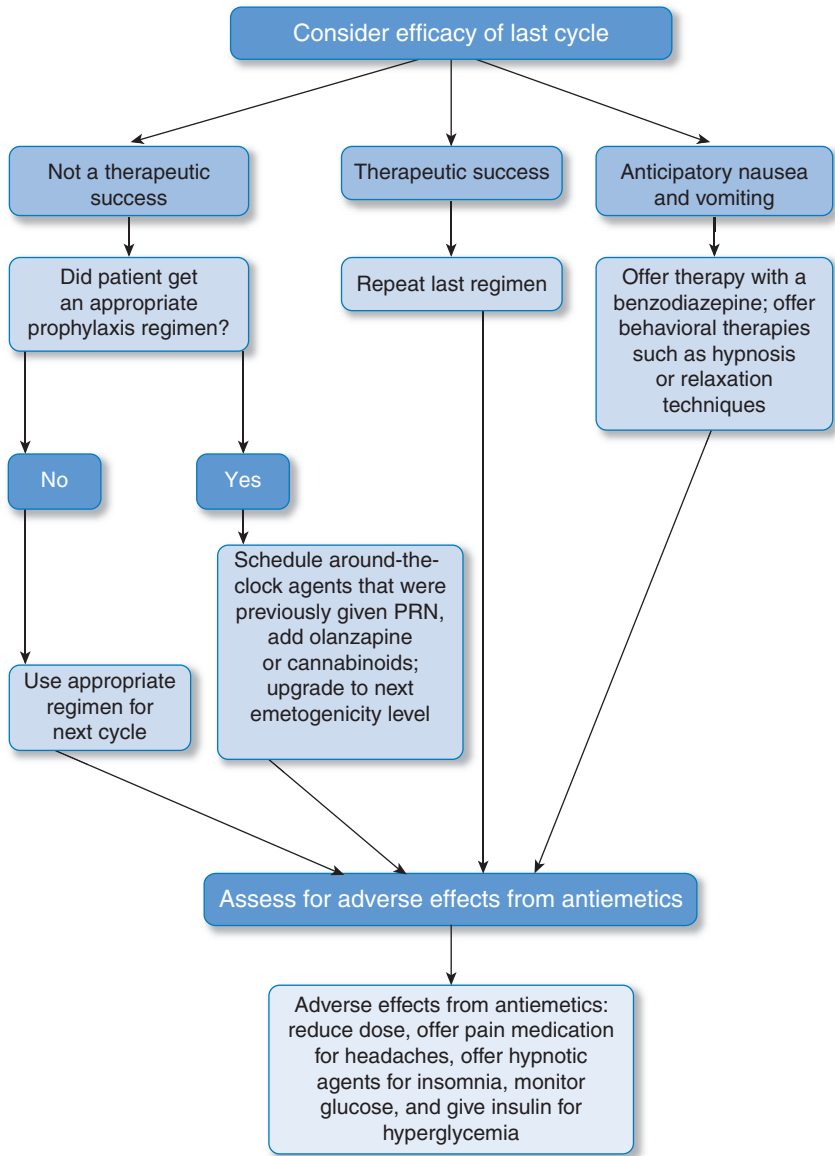 Consider efficacy of last cycle
Not a therapeutic
success
Therapeutic success
Anticipatory nausea
and vomiting
Did patient get
an appropriate
prophylaxis regimen?
Repeat last regimen
Offer therapy with a
benzodiazepine; offer
behavioral therapies
such as hypnosis
or relaxation
techniques
No
Yes
Schedule around-the-
clock agents that were
previously given PRN,
add olanzapine
or cannabinoids;
upgrade to next
emetogenicity level
Use appropriate
regimen for
next cycle
Assess for adverse effects from antiemetics
Adverse effects from antiemetics:
reduce dose, offer pain medication
for headaches, offer hypnotic
agents for insomnia, monitor
glucose, and give insulin for
hyperglycemia